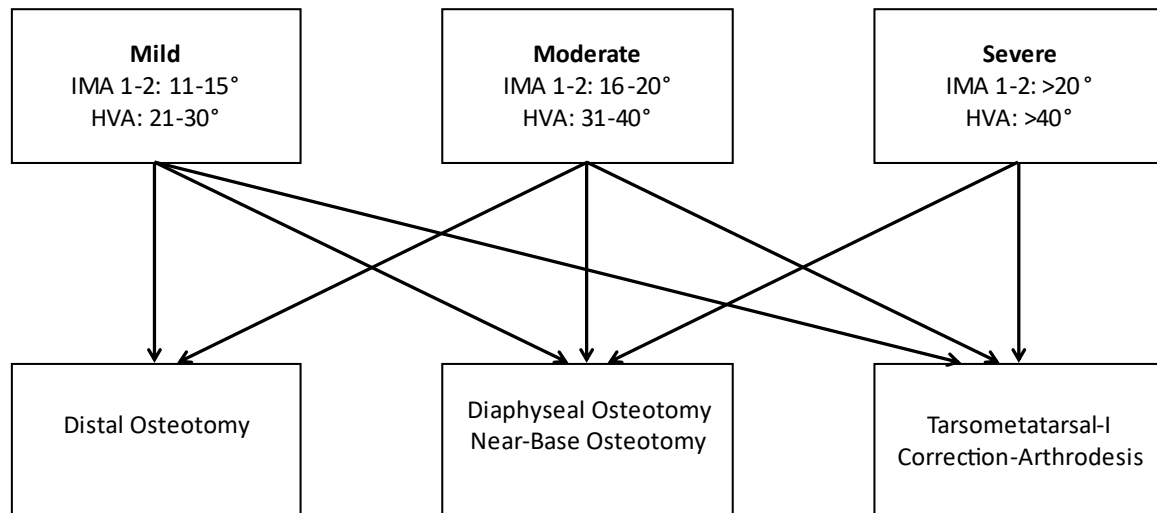 Mild
IMA 1-2: 11-15°
HVA: 21-30°
Moderate
IMA 1-2: 16-20°
HVA: 31-40°
Severe
IMA 1-2: >20°
HVA: >40°
Distal Osteotomy
Diaphyseal Osteotomy
Near-Base Osteotomy
Tarsometatarsal-I
Correction-Arthrodesis